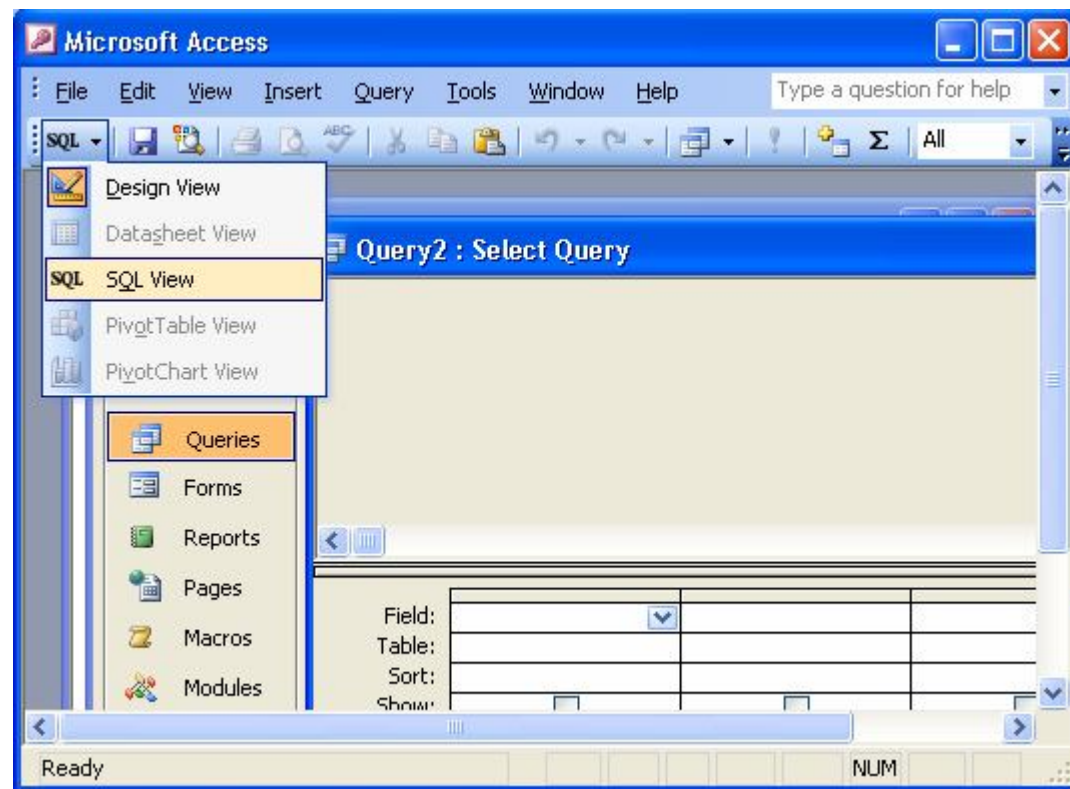 Microsoft Access
File Edit View Insert Query Tools Window Help Type a question for help
SQL ABC Σ All
Design View
Datasheet View
Query2 : Select Query
SQL SQL View
PivotTable View
PivotChart View
Queries
Forms
Reports
Pages
Macros
Modules
Field:
Table:
Sort:
Show:
Ready NUM